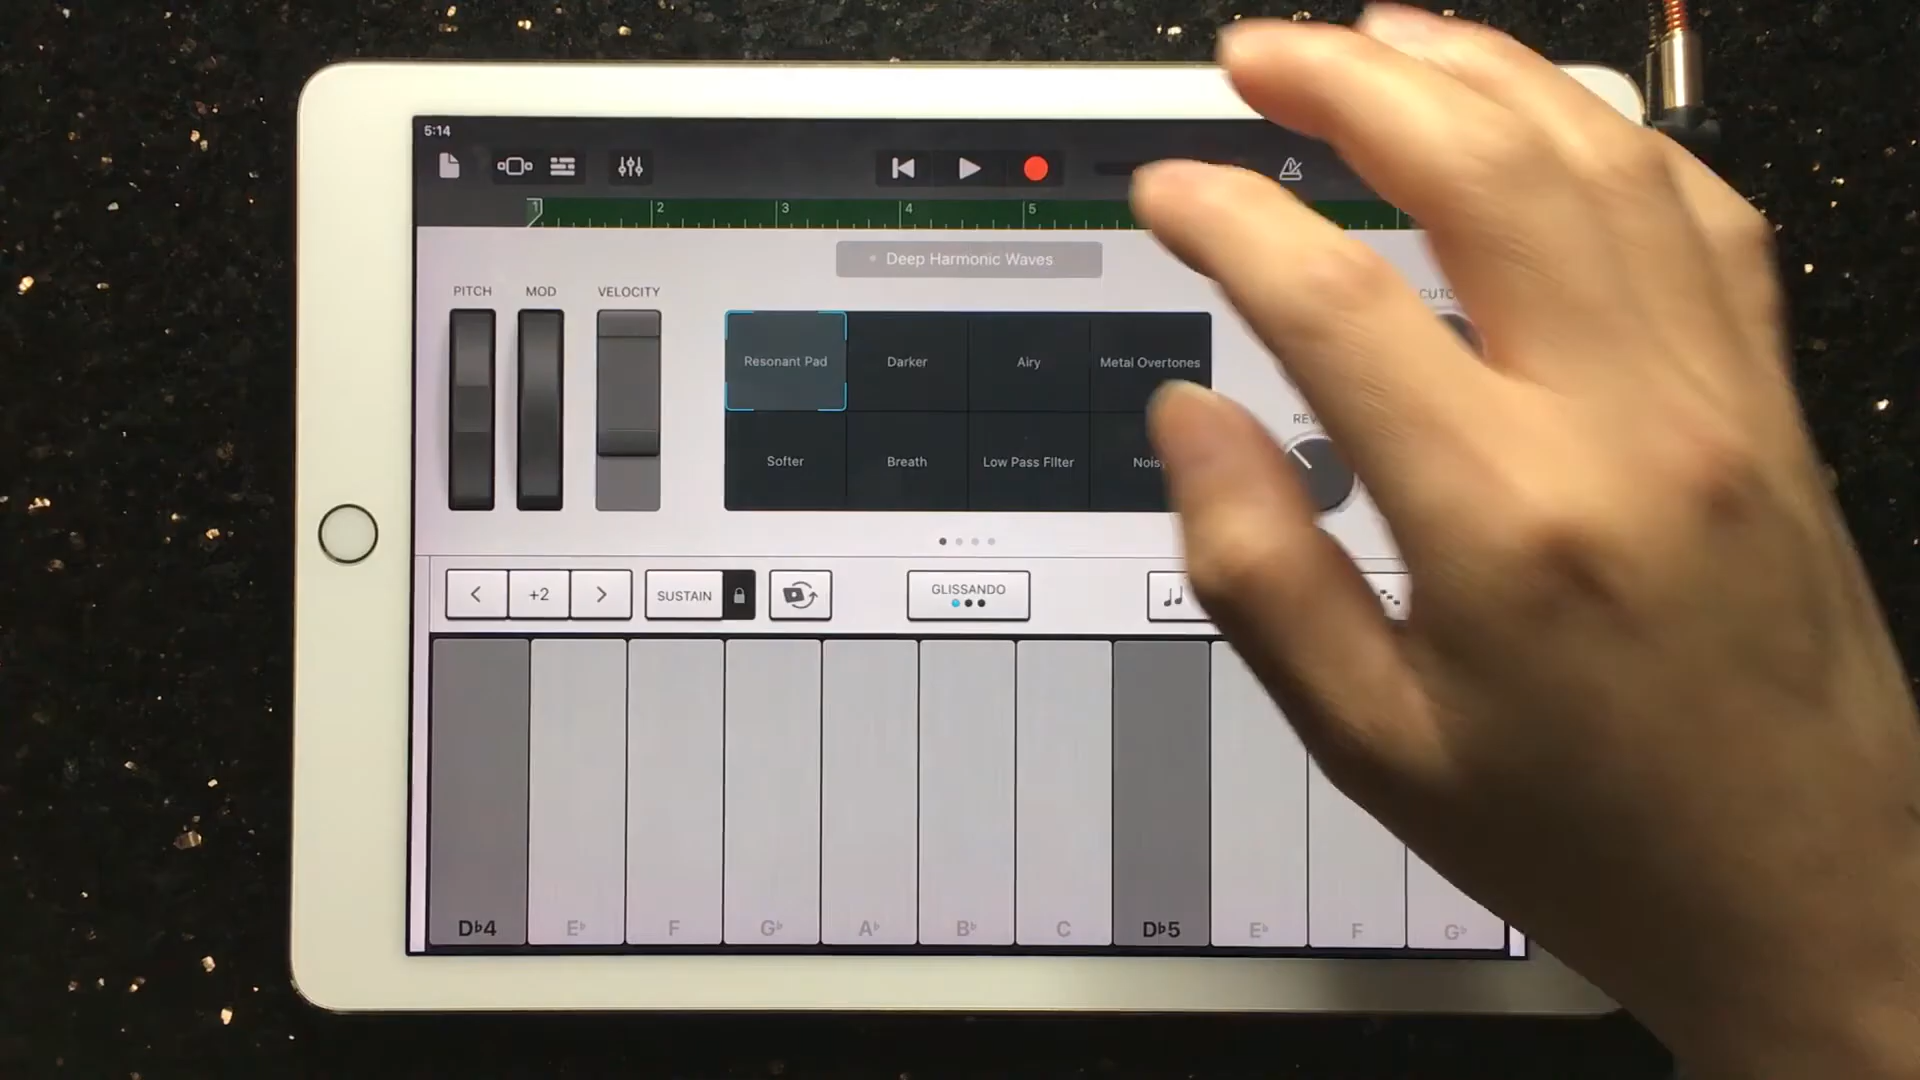 5:14
1 2 3 4 5
Deep Harmonic Waves
PITCH MOD VELOCITY
Resonant Pad Darker Airy Metal Overtones
Softer Breath Low Pass Filter
+2 SUSTAIN GLISSANDO
D♭4 E♭ F G♭ A♭ B♭ C D♭5 E♭ F G♭